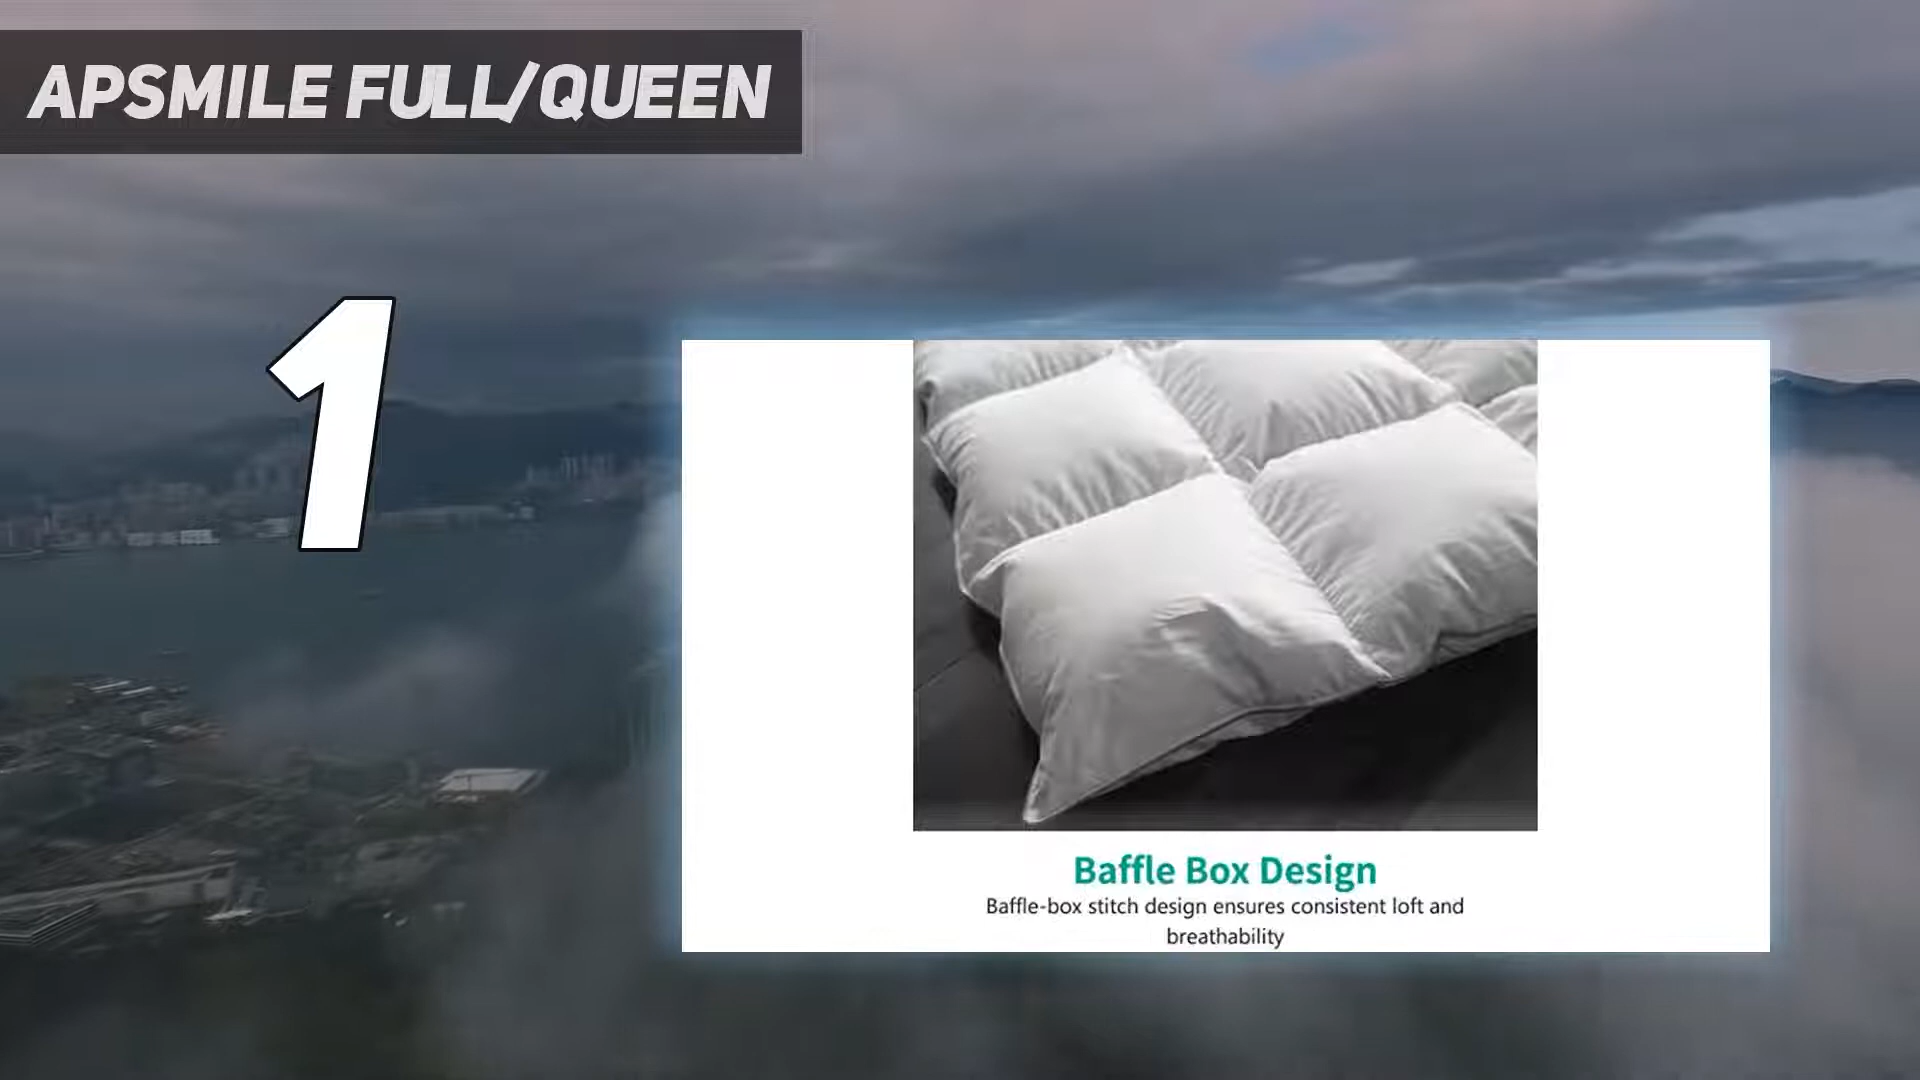 APSMILE FULL/QUEEN
1
Baffle Box Design
Baffle-box stitch design ensures consistent loft and
breathability